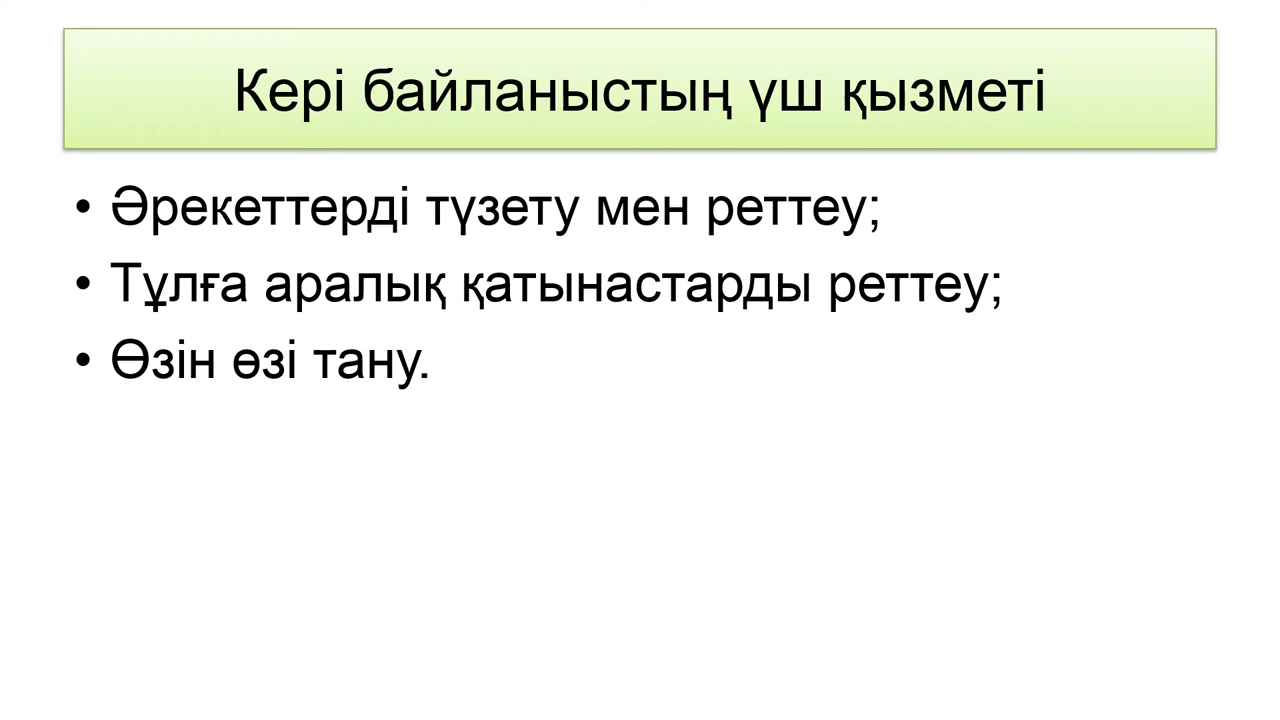 Кері байланыстың үш қызметі
• Әрекеттерді түзету мен реттеу;
• Тұлға аралық қатынастарды реттеу;
• Өзін өзі тану.